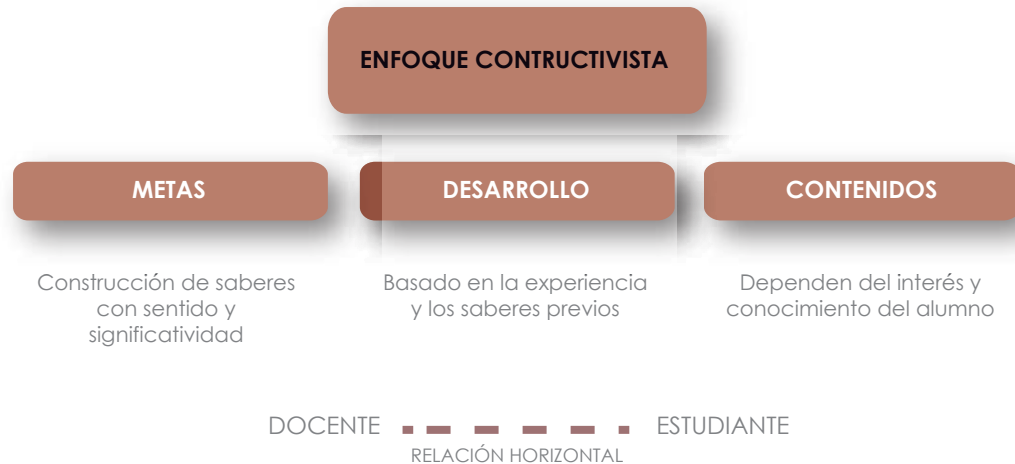 ENFOQUE CONTRUCTIVISTA
METAS
DESARROLLO
CONTENIDOS
Construcción de saberes
con sentido y
significatividad
Basado en la experiencia
y los saberes previos
Dependen del interés y
conocimiento del alumno
DOCENTE
ESTUDIANTE
RELACIÓN HORIZONTAL